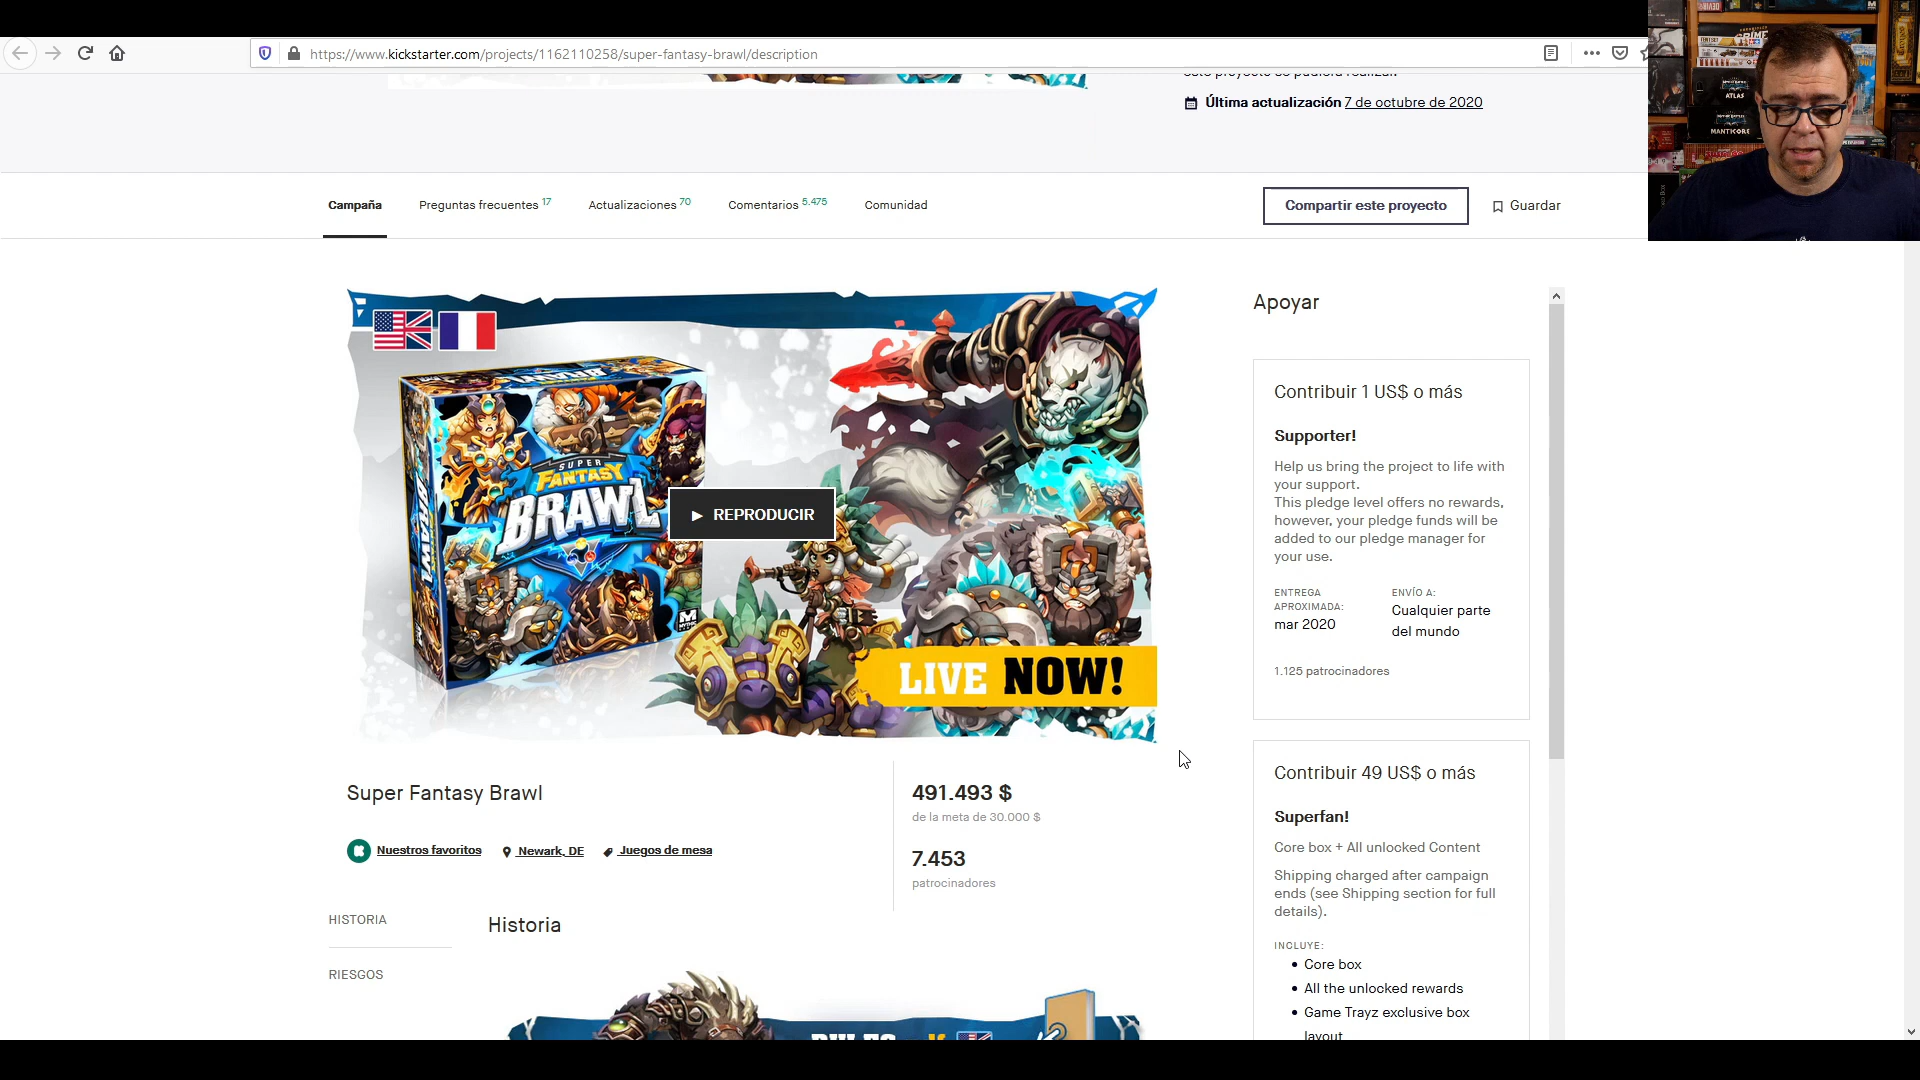 https://www.kickstarter.com/projects/1162110258/super-fantasy-brawl/description
Última actualización 7 de octubre de 2020
Campaña
Preguntas frecuentes 17
Actualizaciones 70
Comentarios 5.475
Comunidad
Compartir este proyecto
Guardar
ATLAS
MANTICORE
SUPER
FANTASY
BRAWL
REPRODUCIR
LIVE NOW!
Super Fantasy Brawl
Nuestros favoritos
Newark, DE
Juegos de mesa
491.493 $
de la meta de 30.000 $
7.453
patrocinadores
HISTORIA
RIESGOS
Historia
RULES
Apoyar
Contribuir 1 US$ o más
Supporter!
Help us bring the project to life with
your support.
This pledge level offers no rewards,
however, your pledge funds will be
added to our pledge manager for
your use.
ENTREGA
APROXIMADA:
mar 2020
ENVÍO A:
Cualquier parte
del mundo
1.125 patrocinadores
Contribuir 49 US$ o más
Superfan!
Core box + All unlocked Content
Shipping charged after campaign
ends (see Shipping section for full
details).
INCLUYE:
• Core box
• All the unlocked rewards
• Game Trayz exclusive box
layout